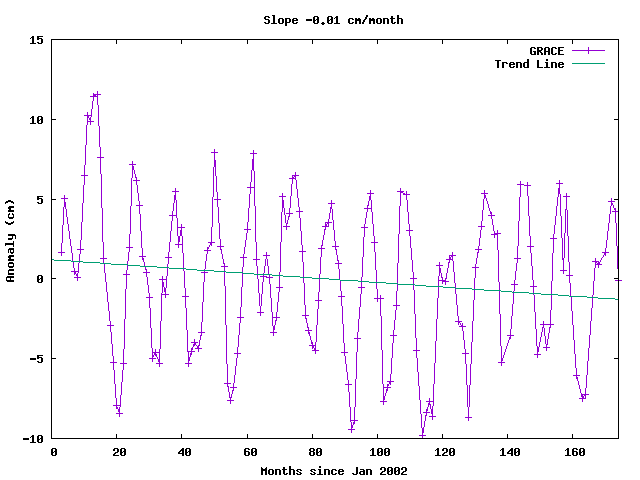 Slope -0.01 cm/month
GRACE
Trend Line
15
10
5
0
-5
-10
Anomaly (cm)
0 20 40 60 80 100 120 140 160
Months since Jan 2002